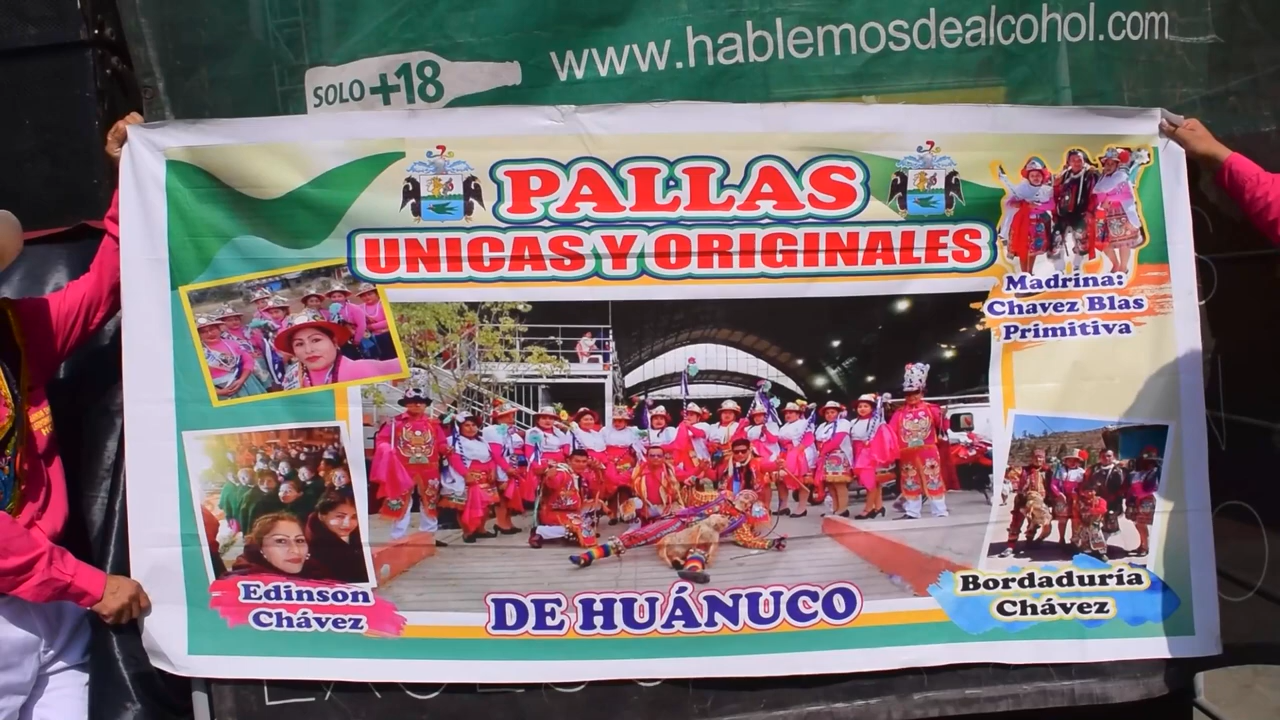 www.hablemosdealcohol.com
SOLO +18
PALLAS
UNICAS Y ORIGINALES
Madrina:
Chavez Blas
Primitiva
Edinson
Chávez
DE HUÁNUCO
Bordaduría
Chávez